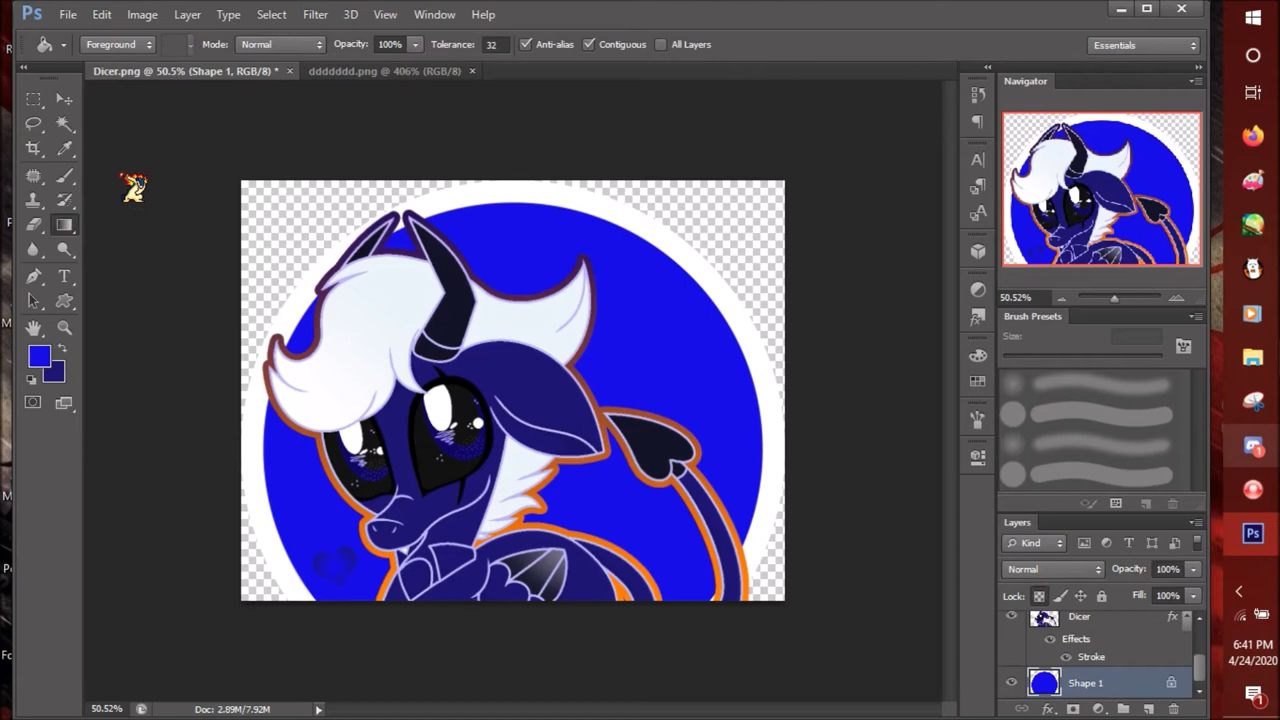 Ps File Edit Image Layer Type Select Filter 3D View Window Help
Foreground Mode: Normal Opacity: 100% Tolerance: 32 Anti-alias Contiguous All Layers Essentials
Dicer.png @ 50.5% (Shape 1, RGB/8) * × ddddddd.png @ 406% (RGB/8) ×
Navigator
50.52%
Brush Presets
Size:
Layers
Kind
Normal Opacity: 100%
Lock: Fill: 100%
Dicer fx
Effects
Stroke
Shape 1
50.52% Doc: 2.89M/7.92M
Ps
6:41 PM
4/24/2020